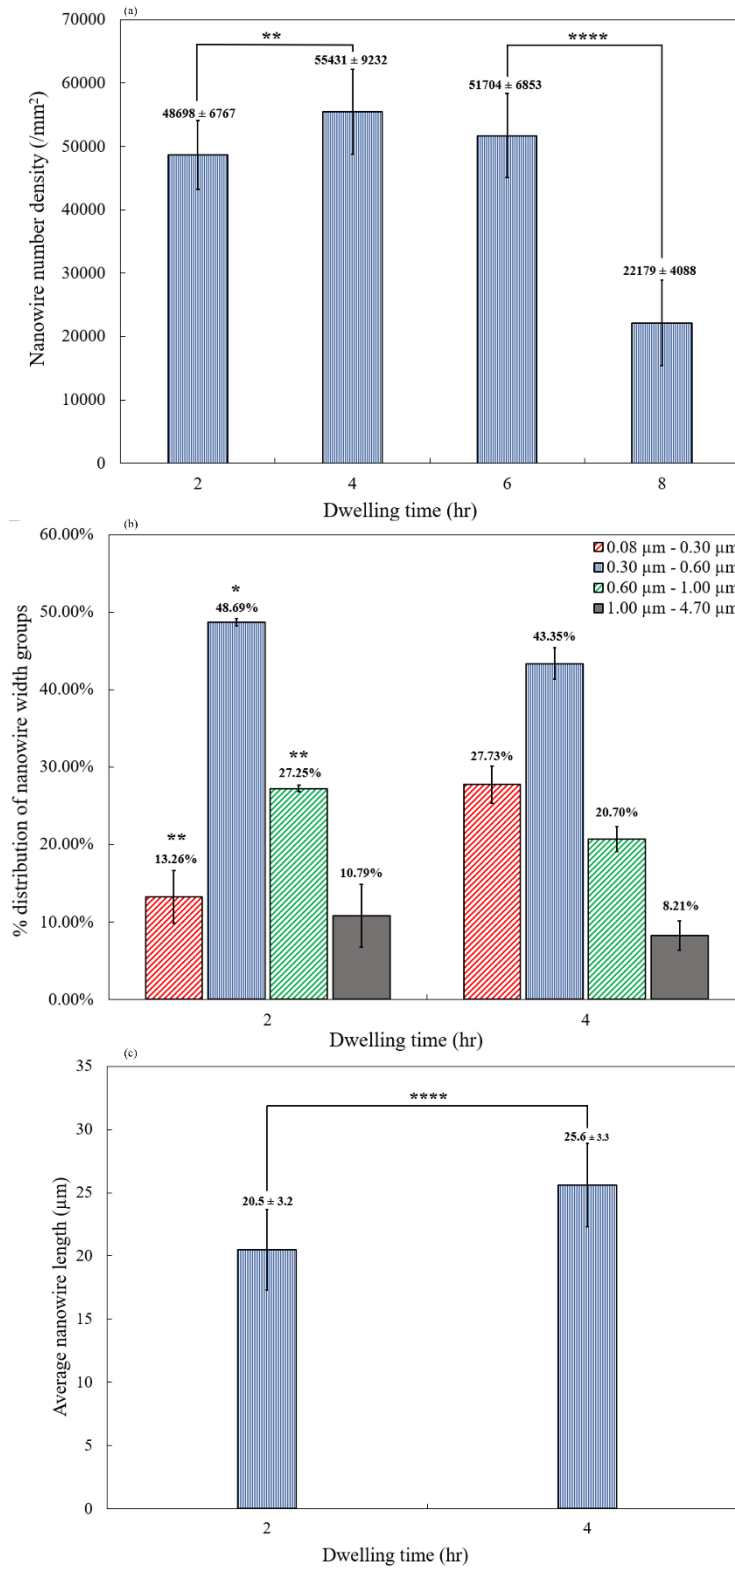 (a)
70000
60000
50000
40000
30000
20000
10000
0
Nanowire number density (/mm²)
**
****
48698 ± 6767
55431 ± 9232
51704 ± 6853
22179 ± 4088
2 4 6 8
Dwelling time (hr)
(b)
60.00%
50.00%
40.00%
30.00%
20.00%
10.00%
0.00%
% distribution of nanowire width groups
0.08 µm - 0.30 µm
0.30 µm - 0.60 µm
0.60 µm - 1.00 µm
1.00 µm - 4.70 µm
**
13.26%
*
48.69%
**
27.25%
10.79%
27.73%
43.35%
20.70%
8.21%
2 4
Dwelling time (hr)
(c)
35
30
25
20
15
10
5
0
Average nanowire length (µm)
****
20.5 ± 3.2
25.6 ± 3.3
2 4
Dwelling time (hr)